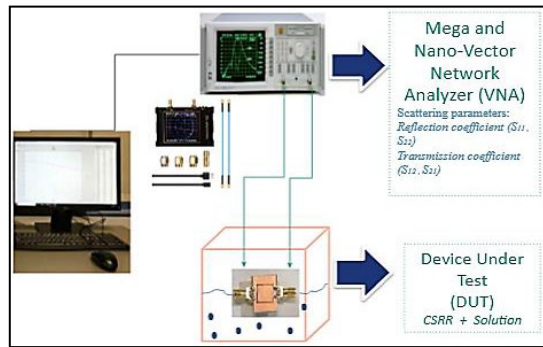 Mega and
Nano-Vector
Network
Analyzer (VNA)
Scattering parameters:
Reflection coefficient (S₁₁,
S₂₂)
Transmission coefficient
(S₁₂, S₂₁)
Device Under
Test
(DUT)
CSRR + Solution